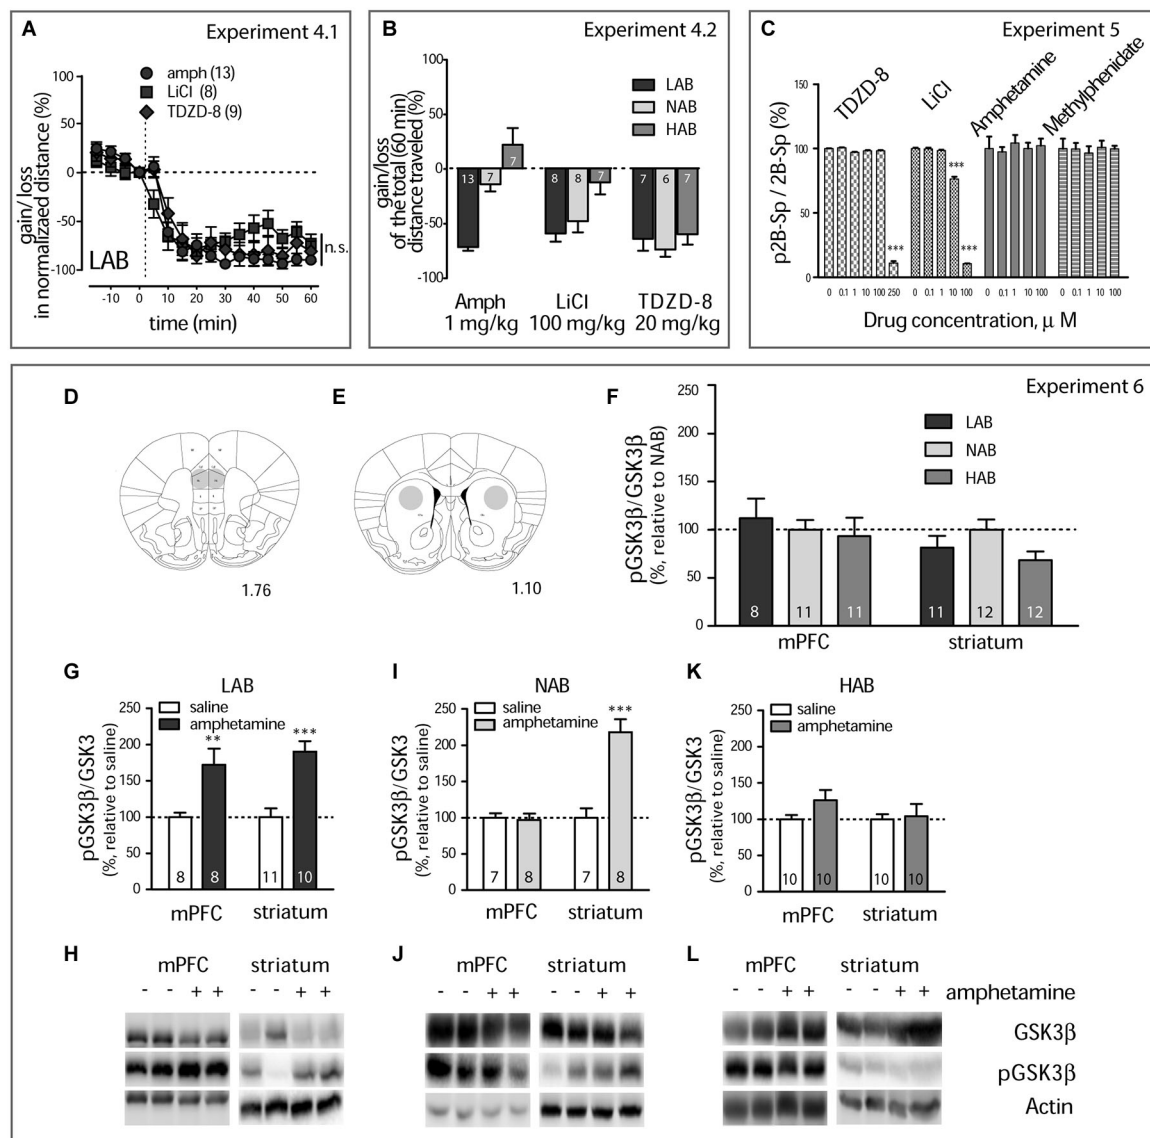 A
Experiment 4.1
amph (13)
LiCl (8)
TDZD-8 (9)
gain/ loss
in normalizaed distance (%)
100
50
0
-50
-100
LAB
n.s.
-10 0 10 20 30 40 50 60
time (min)
B
Experiment 4.2
gain/loss
of the total (60 min)
distance traveled (%)
100
50
0
-50
-100
LAB
NAB
HAB
13 7 7 8 8 7 7 6 7
Amph LiCl TDZD-8
1 mg/kg 100 mg/kg 20 mg/kg
C
Experiment 5
TDZD-8 LiCl Amphetamine Methylphenidate
p2B-Sp / 2B-Sp (%)
150
100
50
0
*** *** ***
0 0.1 1 10 100 250 0 0.1 1 10 100 0 0.1 1 10 100 0 0.1 1 10 100
Drug concentration, μ M
D
1.76
E
1.10
F
Experiment 6
pGSK3β/GSK3β
(%, relative to NAB)
250
200
150
100
50
0
LAB
NAB
HAB
8 11 11 11 12 12
mPFC striatum
G
LAB
saline
amphetamine
pGSK3β/GSK3
(%, relative to saline)
250
200
150
100
50
0
** ***
8 8 11 10
mPFC striatum
I
NAB
saline
amphetamine
pGSK3β/GSK3
(%, relative to saline)
250
200
150
100
50
0
***
7 8 7 8
mPFC striatum
K
HAB
saline
amphetamine
pGSK3β/GSK3
(%, relative to saline)
250
200
150
100
50
0
10 10 10 10
mPFC striatum
H
mPFC striatum
- - + + - - + +
J
mPFC striatum
- - + + - - + +
L
mPFC striatum
- - + + - - + + amphetamine
GSK3β
pGSK3β
Actin